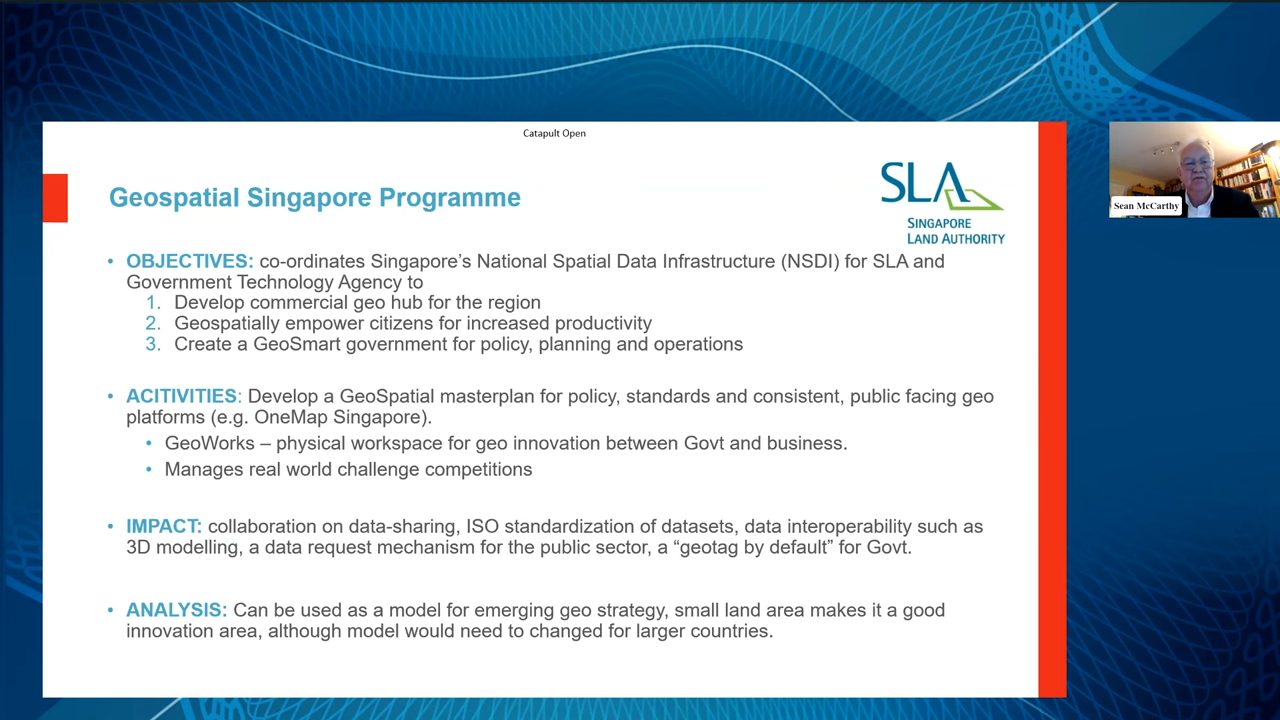 Catapult Open
Geospatial Singapore Programme
SLA
SINGAPORE
LAND AUTHORITY
Sean McCarthy
• OBJECTIVES: co-ordinates Singapore's National Spatial Data Infrastructure (NSDI) for SLA and
Government Technology Agency to
1. Develop commercial geo hub for the region
2. Geospatially empower citizens for increased productivity
3. Create a GeoSmart government for policy, planning and operations
• ACITIVITIES: Develop a GeoSpatial masterplan for policy, standards and consistent, public facing geo
platforms (e.g. OneMap Singapore).
• GeoWorks – physical workspace for geo innovation between Govt and business.
• Manages real world challenge competitions
• IMPACT: collaboration on data-sharing, ISO standardization of datasets, data interoperability such as
3D modelling, a data request mechanism for the public sector, a “geotag by default” for Govt.
• ANALYSIS: Can be used as a model for emerging geo strategy, small land area makes it a good
innovation area, although model would need to changed for larger countries.